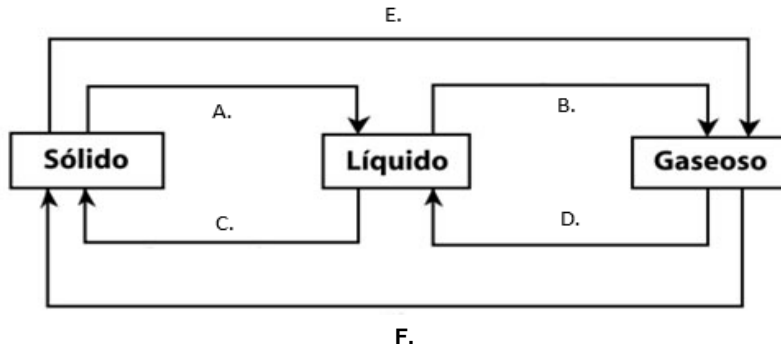 E.
A.
B.
Sólido
Líquido
Gaseoso
C.
D.
F.